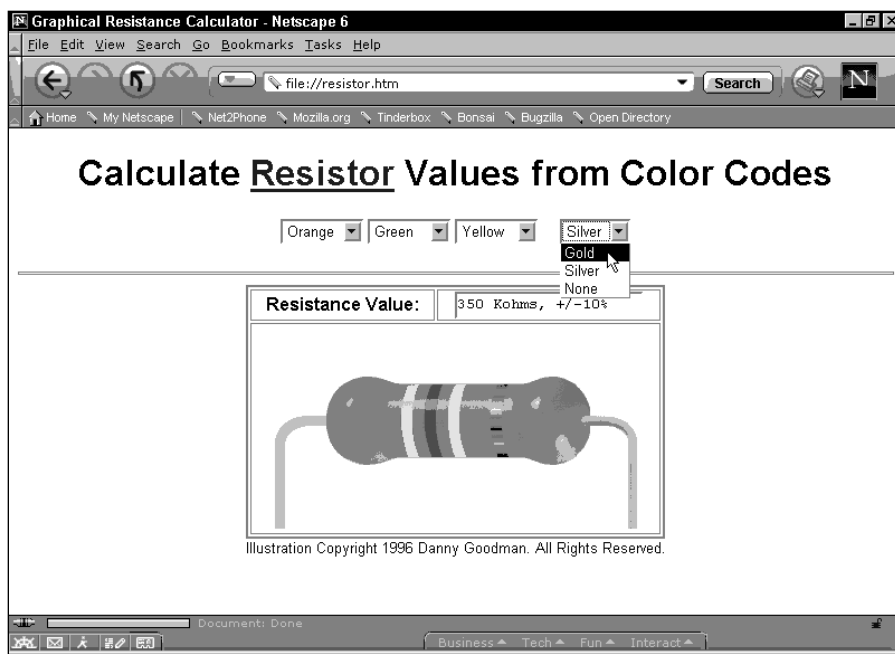 Graphical Resistance Calculator - Netscape 6
File Edit View Search Go Bookmarks Tasks Help
file://resistor.htm Search N
Home My Netscape Net2Phone Mozilla.org Tinderbox Bonsai Bugzilla Open Directory
Calculate Resistor Values from Color Codes
Orange Green Yellow Silver
Gold
Silver
None
Resistance Value: 350 Kohms, +/-10%
Illustration Copyright 1996 Danny Goodman. All Rights Reserved.
Document: Done
Business Tech Fun Interact